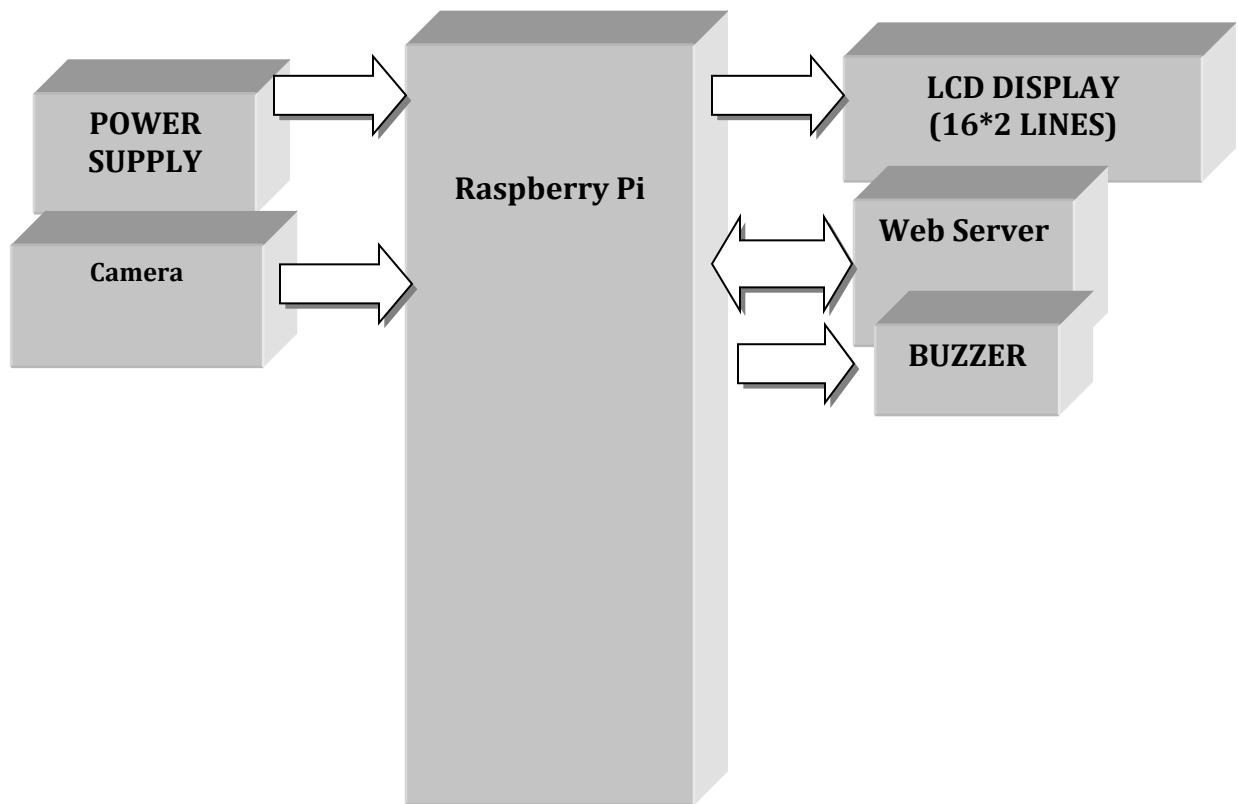 POWER
SUPPLY
Camera
Raspberry Pi
LCD DISPLAY
(16*2 LINES)
Web Server
BUZZER